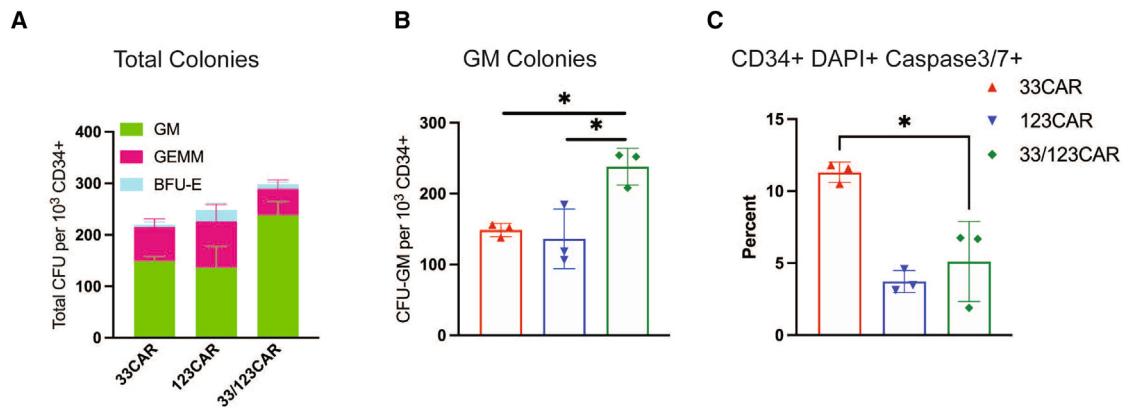 A
Total Colonies
Total CFU per 10³ CD34+
400
300
200
100
0
GM
GEMM
BFU-E
33CAR
123CAR
33/123CAR
B
GM Colonies
CFU-GM per 10³ CD34+
300
200
100
0
*
*
C
CD34+ DAPI+ Caspase3/7+
33CAR
123CAR
33/123CAR
Percent
15
10
5
0
*